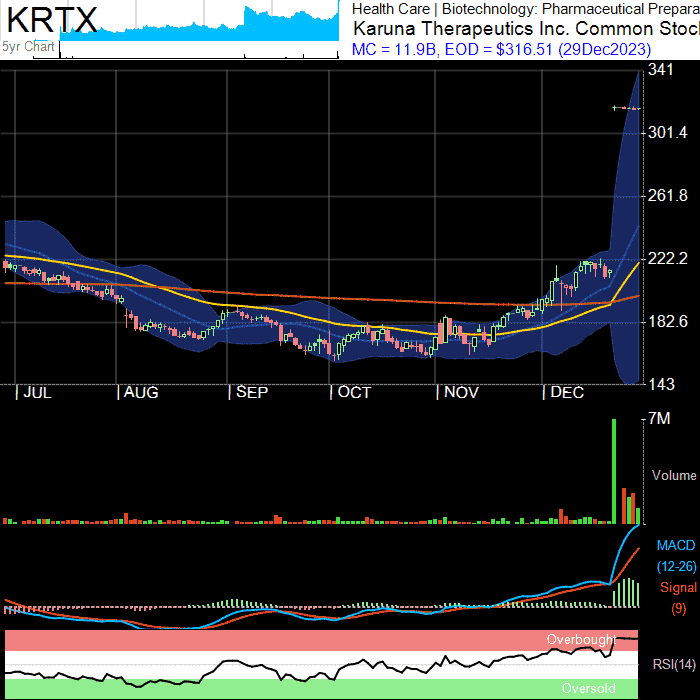 KRTX
5yr Chart
Health Care | Biotechnology: Pharmaceutical Prepara
Karuna Therapeutics Inc. Common Stoc
MC = 11.9B, EOD = $316.51 (29Dec2023)
341
301.4
261.8
222.2
182.6
143
JUL
AUG
SEP
OCT
NOV
DEC
7M
Volume
MACD
(12-26)
Signal
(9)
Overbought
RSI(14)
Oversold